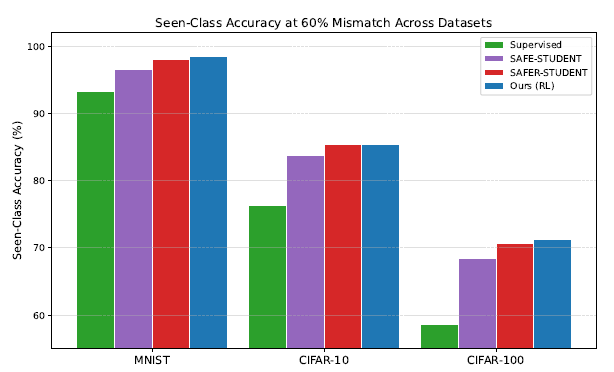 Seen-Class Accuracy at 60% Mismatch Across Datasets
Supervised
SAFE-STUDENT
SAFER-STUDENT
Ours (RL)
Seen-Class Accuracy (%)
100
90
80
70
60
MNIST CIFAR-10 CIFAR-100